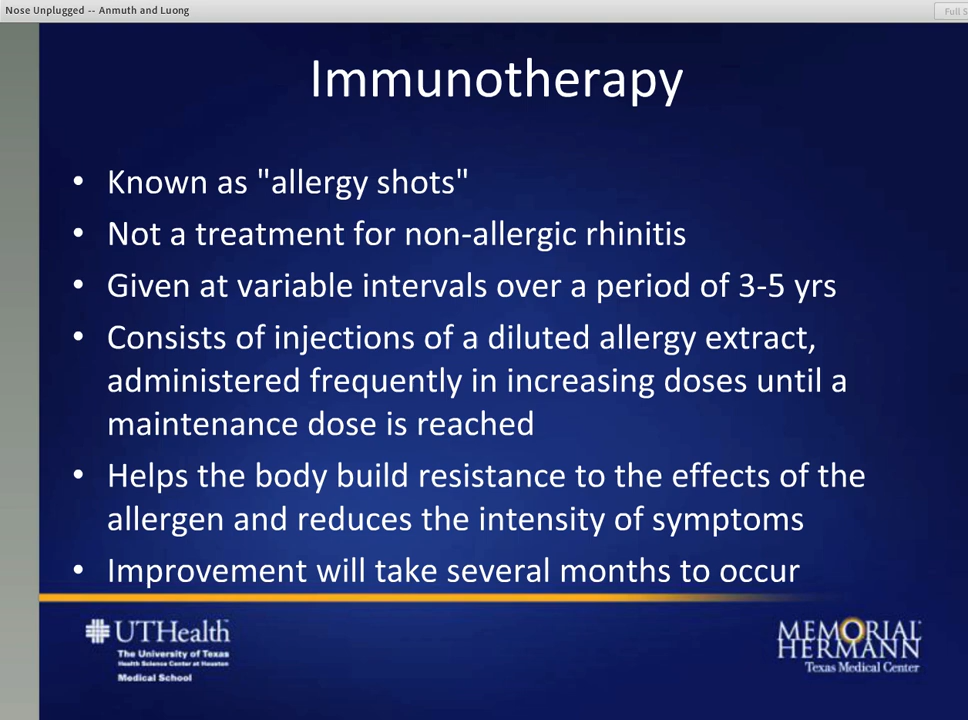 Nose Unplugged -- Anmuth and Luong
Full S
Immunotherapy
• Known as "allergy shots"
• Not a treatment for non-allergic rhinitis
• Given at variable intervals over a period of 3-5 yrs
• Consists of injections of a diluted allergy extract,
administered frequently in increasing doses until a
maintenance dose is reached
• Helps the body build resistance to the effects of the
allergen and reduces the intensity of symptoms
• Improvement will take several months to occur
UTHealth
The University of Texas
Health Science Center at Houston
Medical School
MEMORIAL
HERMANN
Texas Medical Center